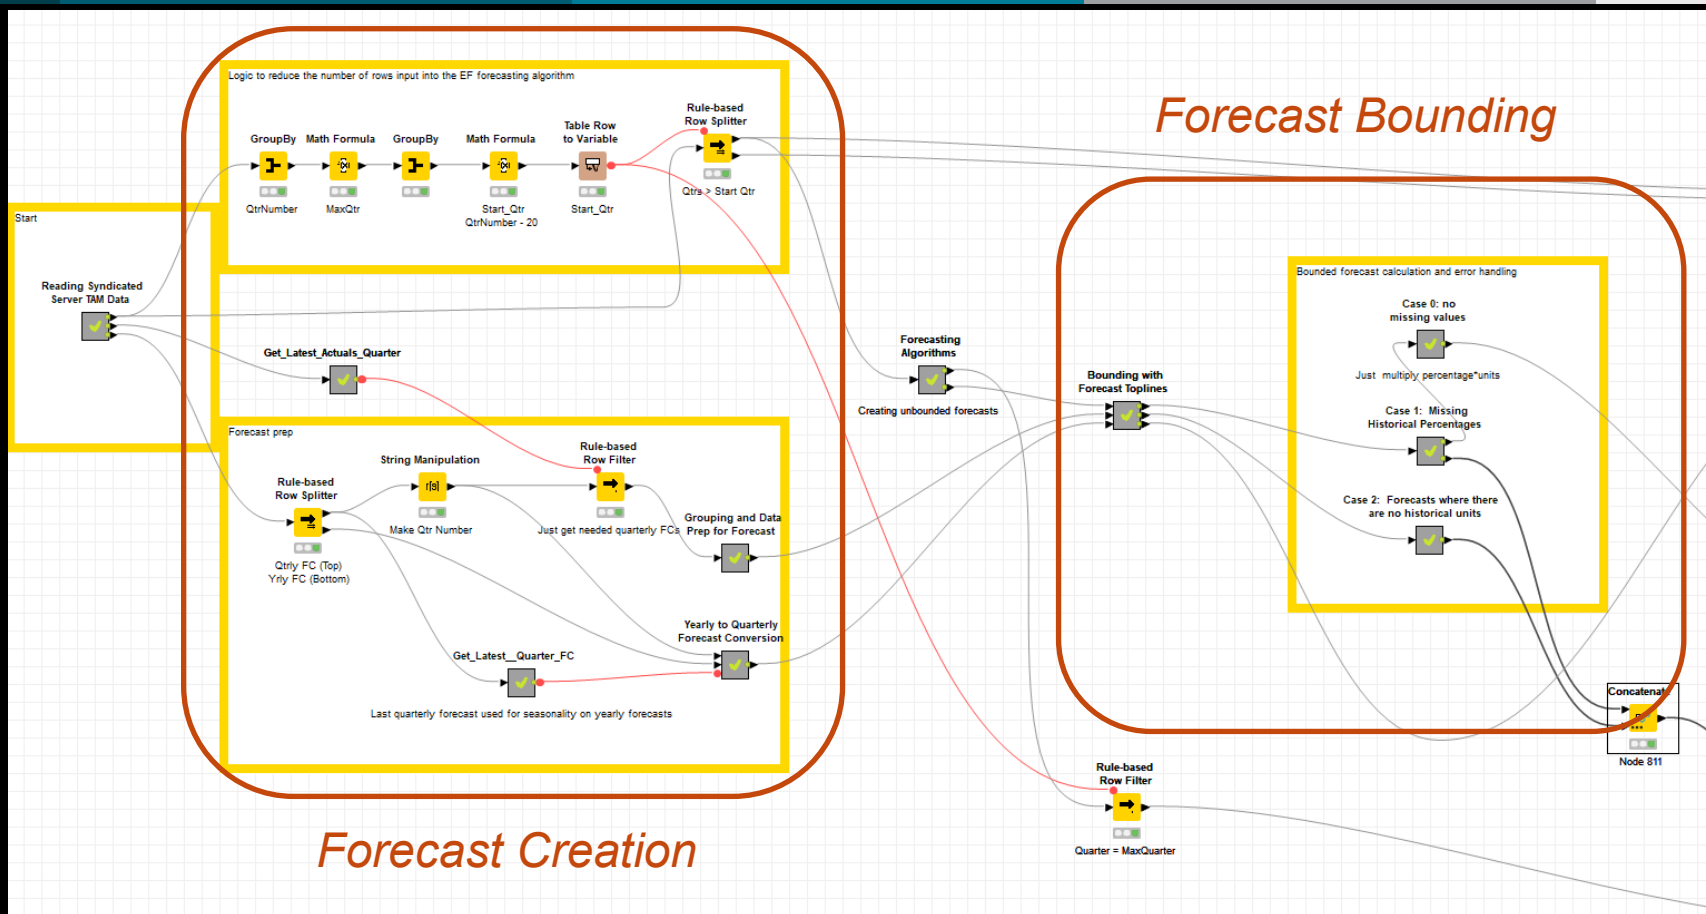 Logic to reduce the number of rows input into the EF forecasting algorithm
Rule-based
Row Splitter
Table Row
to Variable
GroupBy
Math Formula
GroupBy
Math Formula
QtrNumber
MaxQtr
Start_Qtr
QtrNumber - 20
Start_Qtr
Qtrs > Start Qtr
Forecast Bounding
Start
Reading Syndicated
Server TAM Data
Get_Latest_Actuals_Quarter
Forecast prep
Rule-based
Row Splitter
Qtrly FC (Top)
Yrly FC (Bottom)
String Manipulation
r[s]
Make Qtr Number
Rule-based
Row Filter
Just get needed quarterly FCs
Grouping and Data
Prep for Forecast
Yearly to Quarterly
Forecast Conversion
Get_Latest__Quarter_FC
Last quarterly forecast used for seasonality on yearly forecasts
Forecast Creation
Forecasting
Algorithms
Creating unbounded forecasts
Bounding with
Forecast Toplines
Bounded forecast calculation and error handling
Case 0: no
missing values
Just multiply percentage*units
Case 1: Missing
Historical Percentages
Case 2: Forecasts where there
are no historical units
Concatenate
Node 811
Rule-based
Row Filter
Quarter = MaxQuarter